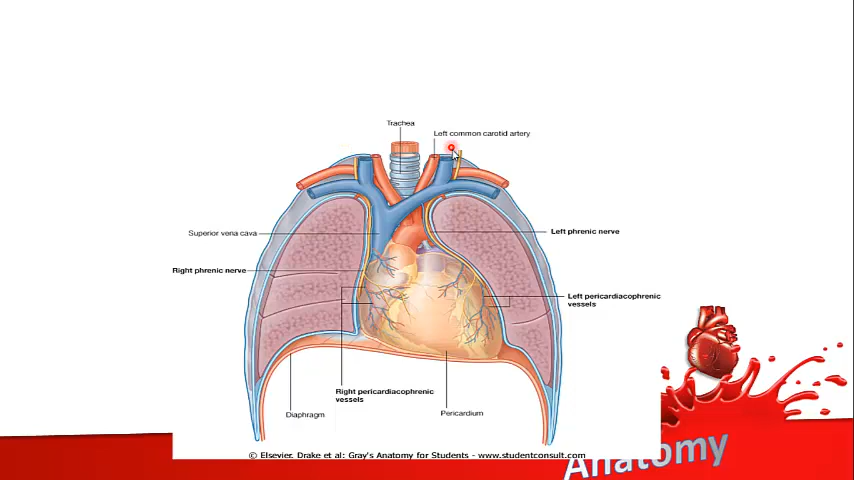 Trachea
Left common carotid artery
Superior vena cava
Left phrenic nerve
Right phrenic nerve
Left pericardiacophrenic
vessels
Right pericardiacophrenic
vessels
Diaphragm
Pericardium
© Elsevier. Drake et al: Gray's Anatomy for Students - www.studentconsult.com
Anatomy